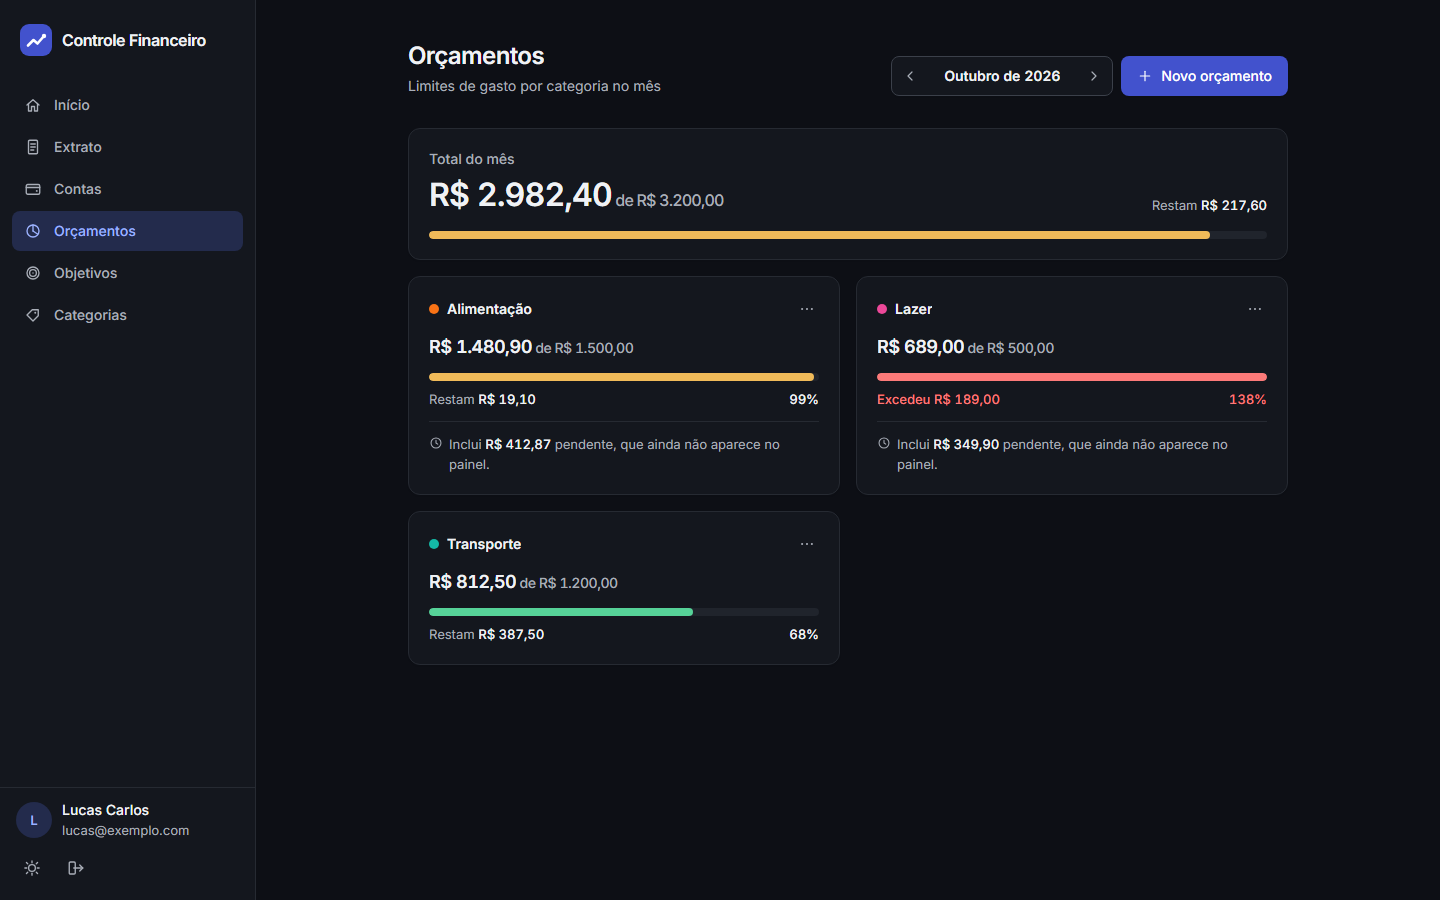 Controle Financeiro
Início
Extrato
Contas
Orçamentos
Objetivos
Categorias
Lucas Carlos
L
lucas@exemplo.com
Orçamentos
Limites de gasto por categoria no mês
Outubro de 2026
Novo orçamento
Total do mês
R$ 2.982,40 de R$ 3.200,00
Restam R$ 217,60
Alimentação
R$ 1.480,90 de R$ 1.500,00
Restam R$ 19,10
99%
Inclui R$ 412,87 pendente, que ainda não aparece no
painel.
Lazer
R$ 689,00 de R$ 500,00
Excedeu R$ 189,00
138%
Inclui R$ 349,90 pendente, que ainda não aparece no
painel.
Transporte
R$ 812,50 de R$ 1.200,00
Restam R$ 387,50
68%